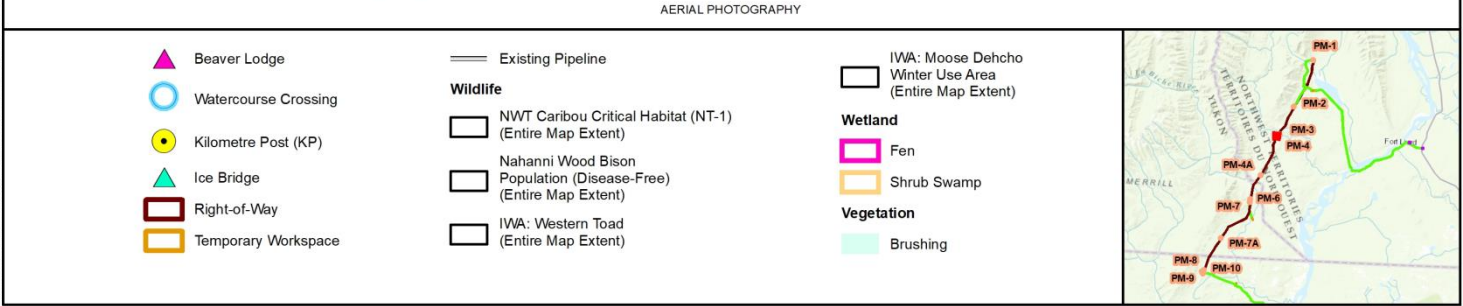 AERIAL PHOTOGRAPHY
Beaver Lodge
Watercourse Crossing
Kilometre Post (KP)
Ice Bridge
Right-of-Way
Temporary Workspace
Existing Pipeline
Wildlife
NWT Caribou Critical Habitat (NT-1)
(Entire Map Extent)
Nahanni Wood Bison
Population (Disease-Free)
(Entire Map Extent)
IWA: Western Toad
(Entire Map Extent)
IWA: Moose Dehcho
Winter Use Area
(Entire Map Extent)
Wetland
Fen
Shrub Swamp
Vegetation
Brushing
PM-1
PM-2
PM-3
PM-4
PM-4A
PM-6
PM-7
PM-7A
PM-8
PM-10
PM-9
YUKON
NORTHWEST TERRITORIES
TERRITOIRES DU NORD-OUEST
MERRILL